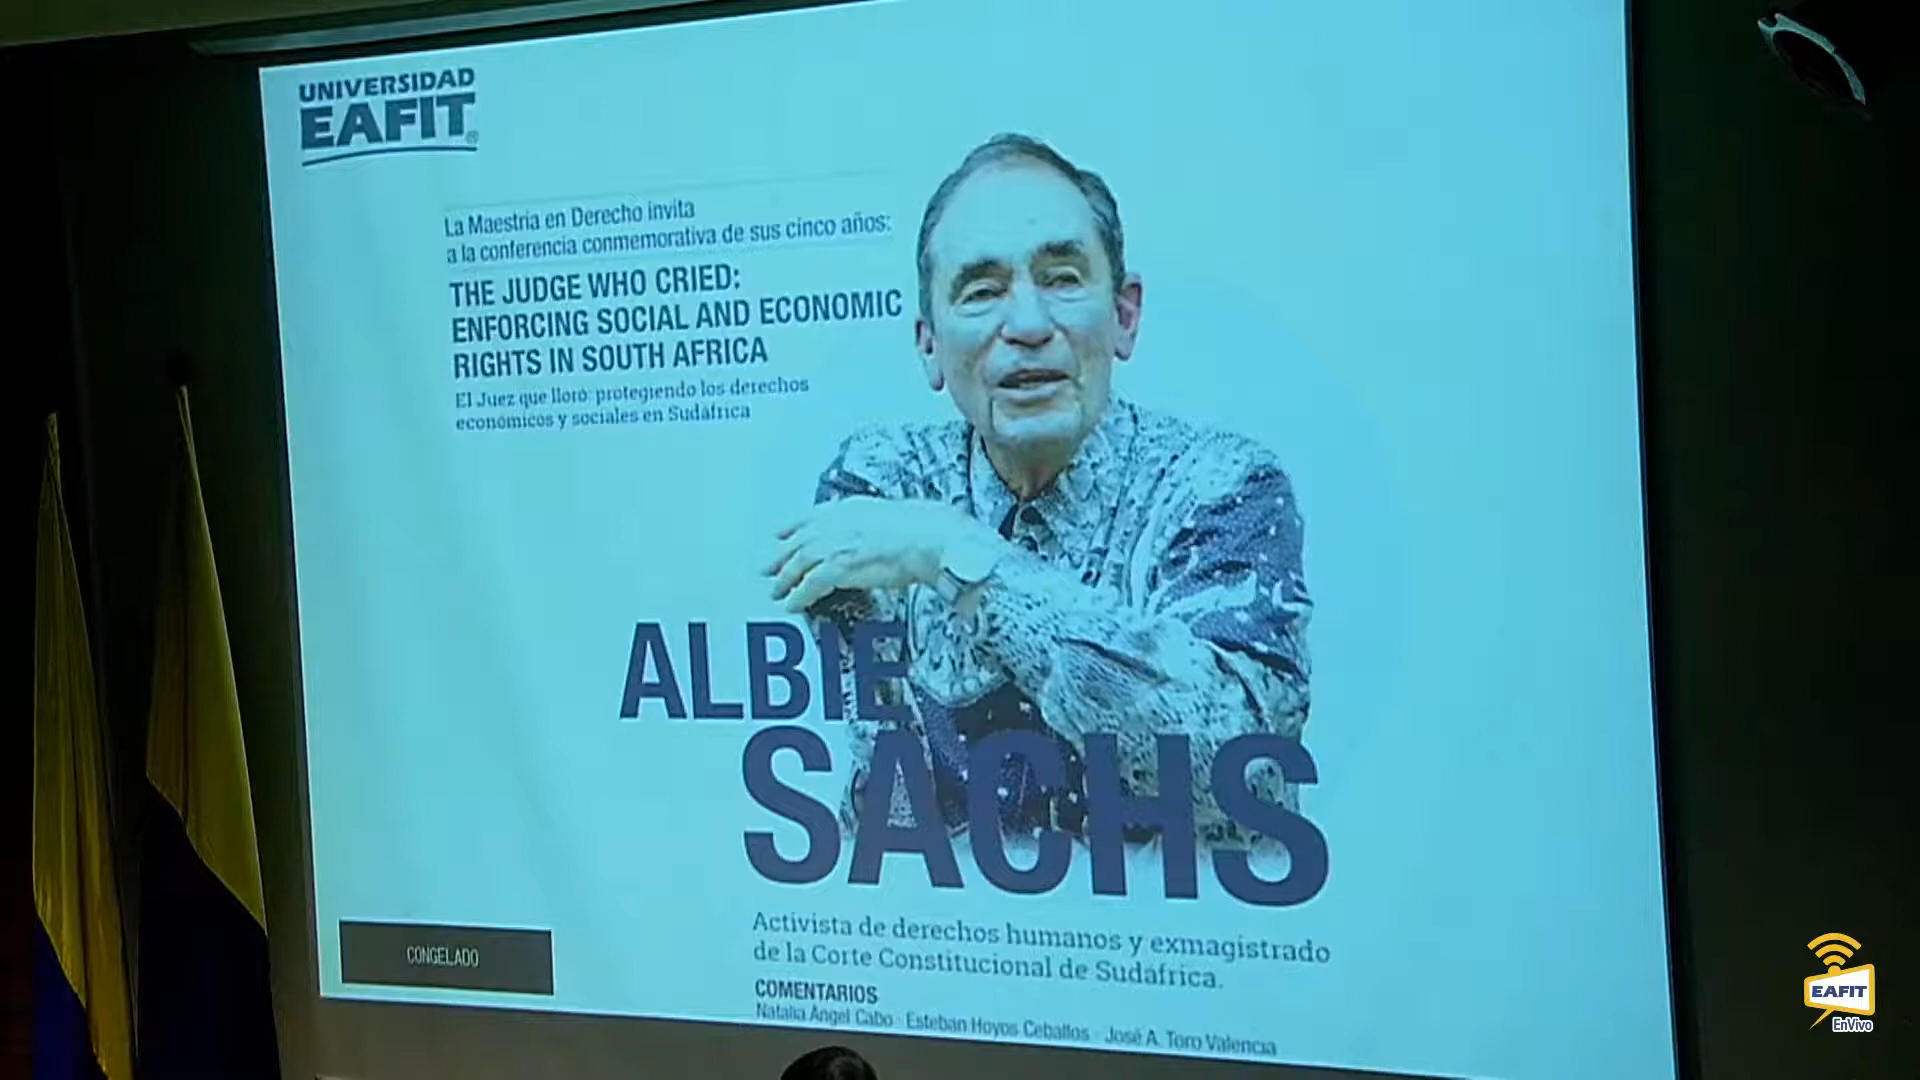 UNIVERSIDAD
EAFIT®
La Maestría en Derecho invita
a la conferencia conmemorativa de sus cinco años:
THE JUDGE WHO CRIED:
ENFORCING SOCIAL AND ECONOMIC
RIGHTS IN SOUTH AFRICA
El Juez que lloró: protegiendo los derechos
económicos y sociales en Sudáfrica
ALBIE
SACHS
Activista de derechos humanos y exmagistrado
de la Corte Constitucional de Sudáfrica.
COMENTARIOS
Natalia Ángel Cabo · Esteban Hoyos Ceballos · José A. Toro Valencia
CONGELADO
EAFIT
EnVivo